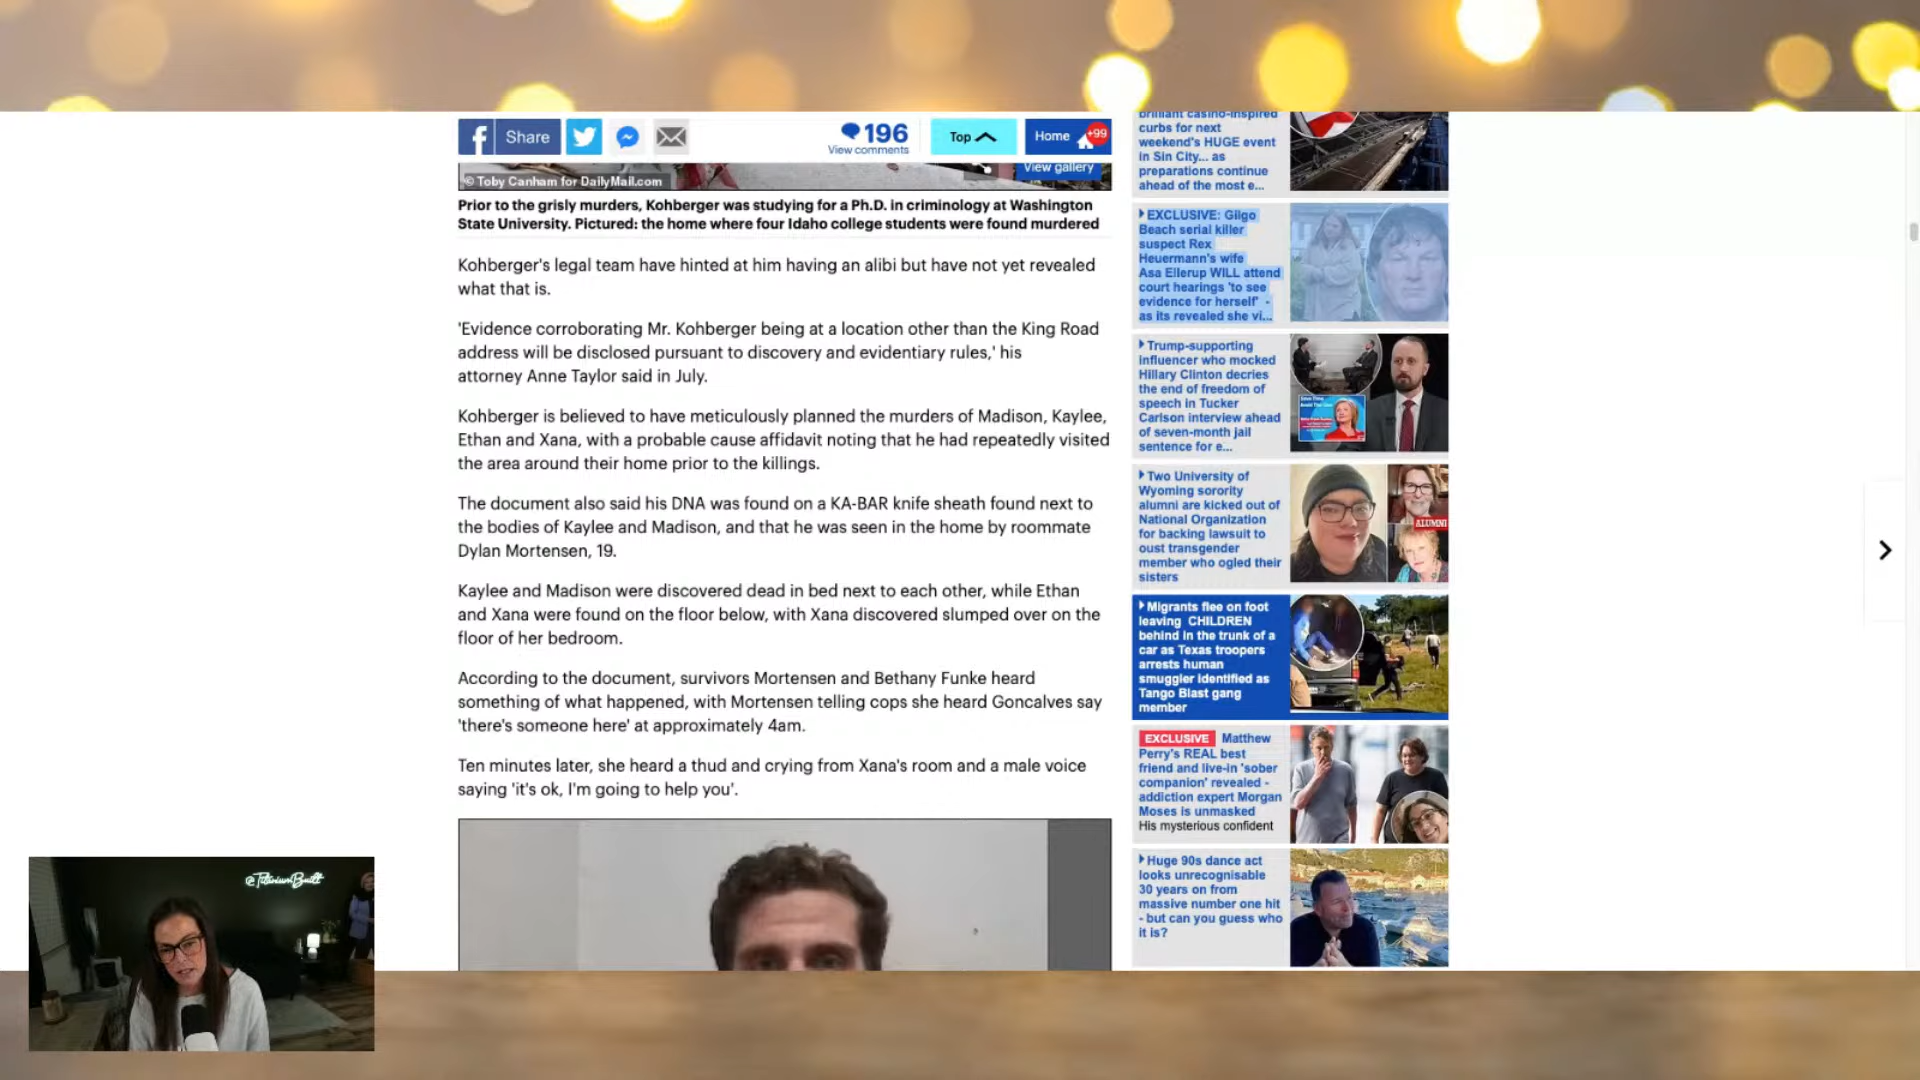 Share
196
View comments
Top
Home
+99
© Toby Canham for DailyMail.com
View gallery
Prior to the grisly murders, Kohberger was studying for a Ph.D. in criminology at Washington
State University. Pictured: the home where four Idaho college students were found murdered
Kohberger's legal team have hinted at him having an alibi but have not yet revealed
what that is.
'Evidence corroborating Mr. Kohberger being at a location other than the King Road
address will be disclosed pursuant to discovery and evidentiary rules,' his
attorney Anne Taylor said in July.
Kohberger is believed to have meticulously planned the murders of Madison, Kaylee,
Ethan and Xana, with a probable cause affidavit noting that he had repeatedly visited
the area around their home prior to the killings.
The document also said his DNA was found on a KA-BAR knife sheath found next to
the bodies of Kaylee and Madison, and that he was seen in the home by roommate
Dylan Mortensen, 19.
Kaylee and Madison were discovered dead in bed next to each other, while Ethan
and Xana were found on the floor below, with Xana discovered slumped over on the
floor of her bedroom.
According to the document, survivors Mortensen and Bethany Funke heard
something of what happened, with Mortensen telling cops she heard Goncalves say
'there's someone here' at approximately 4am.
Ten minutes later, she heard a thud and crying from Xana's room and a male voice
saying 'it's ok, I'm going to help you'.
brilliant casino-inspired
curbs for next
weekend's HUGE event
in Sin City... as
preparations continue
ahead of the most e...
EXCLUSIVE: Gilgo
Beach serial killer
suspect Rex
Heuermann's wife
Asa Ellerup WILL attend
court hearings 'to see
evidence for herself' -
as its revealed she vi...
Trump-supporting
influencer who mocked
Hillary Clinton decries
the end of freedom of
speech in Tucker
Carlson interview ahead
of seven-month jail
sentence for e...
Two University of
Wyoming sorority
alumni are kicked out of
National Organization
for backing lawsuit to
oust transgender
member who ogled their
sisters
ALUMNI
Migrants flee on foot
leaving CHILDREN
behind in the trunk of a
car as Texas troopers
arrests human
smuggler identified as
Tango Blast gang
member
EXCLUSIVE Matthew
Perry's REAL best
friend and live-in 'sober
companion' revealed -
addiction expert Morgan
Moses is unmasked
His mysterious confident
Huge 90s dance act
looks unrecognisable
30 years on from
massive number one hit
- but can you guess who
it is?
@TitaniumBuilt